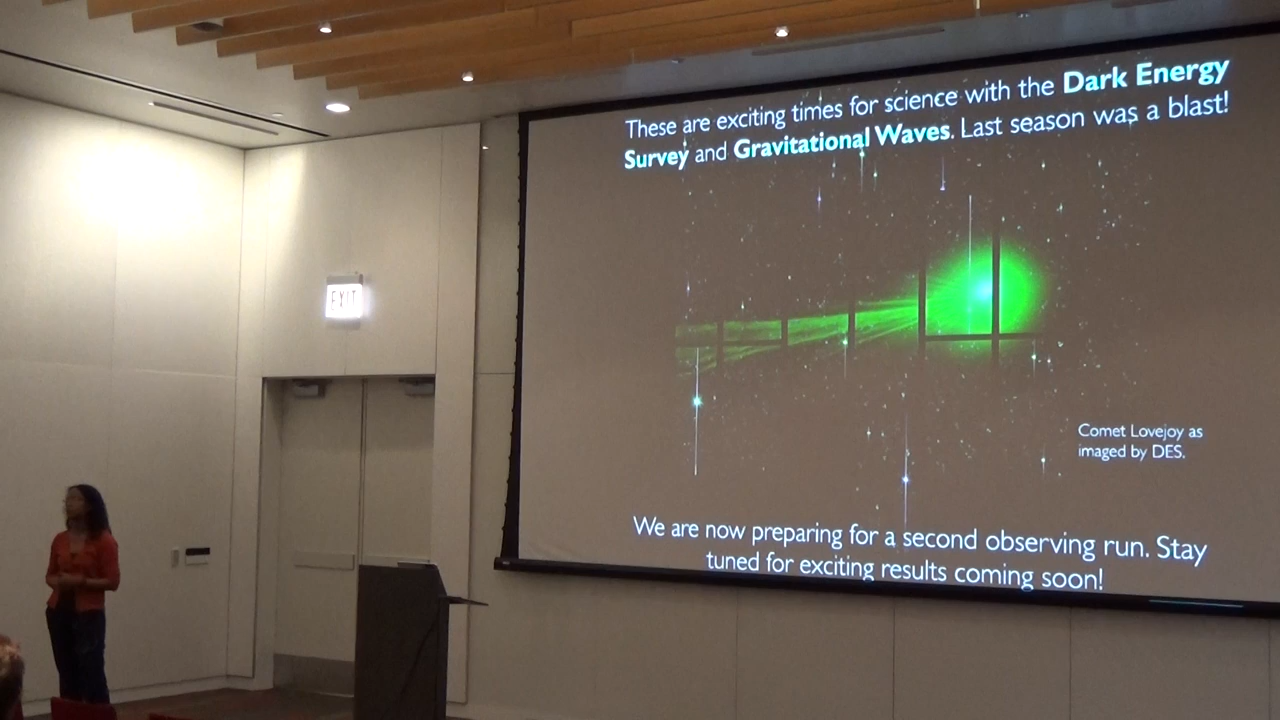 EXIT
These are exciting times for science with the Dark Energy
Survey and Gravitational Waves. Last season was a blast!
Comet Lovejoy as
imaged by DES.
We are now preparing for a second observing run. Stay
tuned for exciting results coming soon!